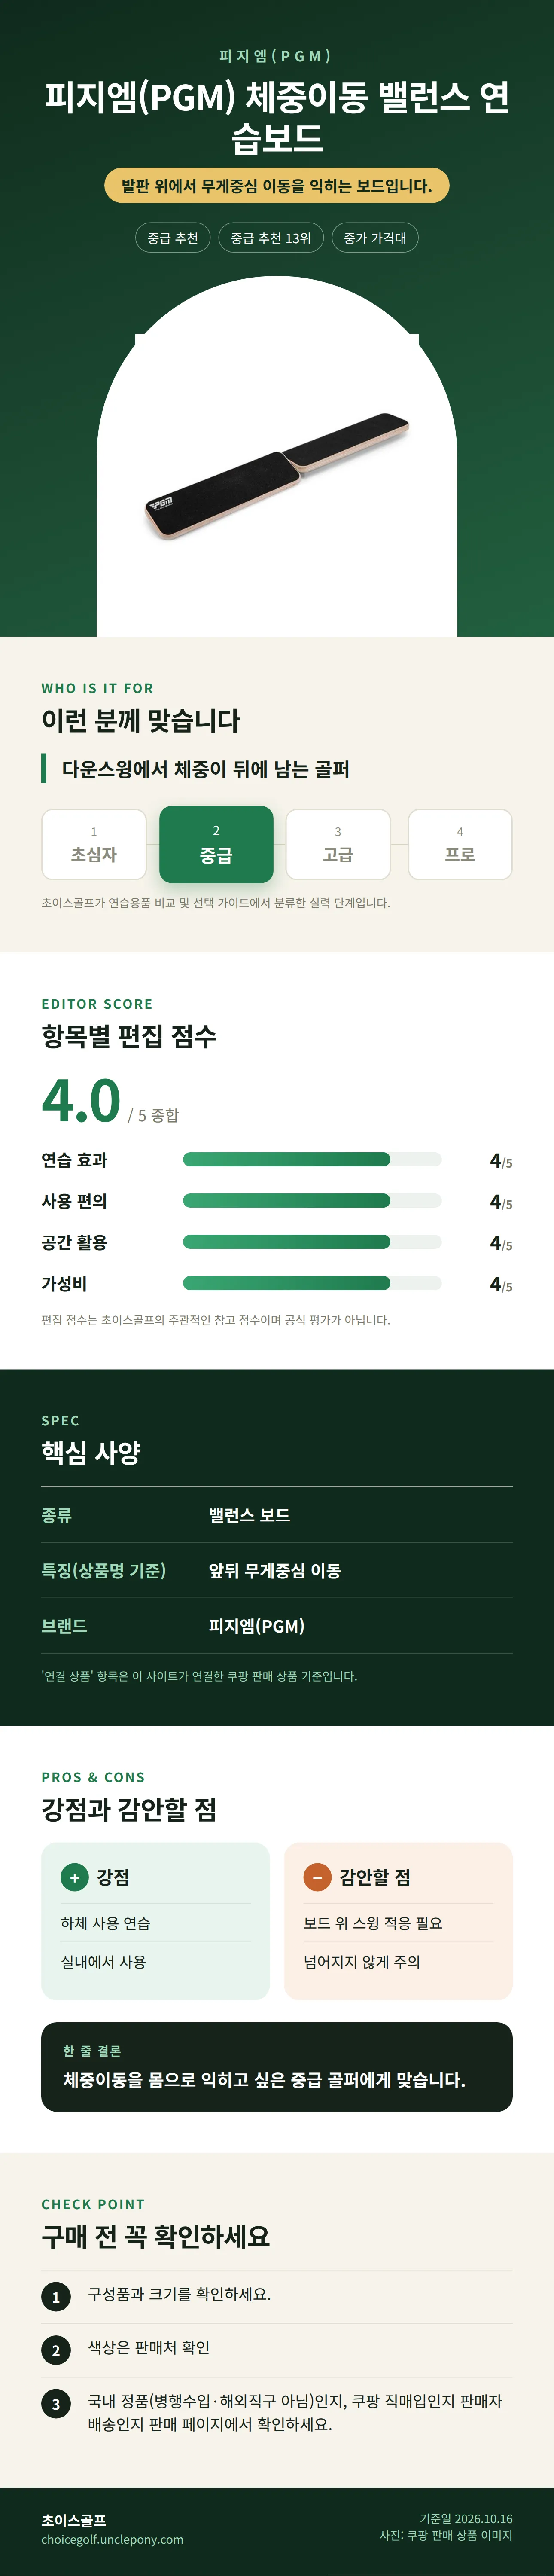 피지엠(PGM)
피지엠(PGM) 체중이동 밸런스 연
습보드
발판 위에서 무게중심 이동을 익히는 보드입니다.
중급 추천
중급 추천 13위
중가 가격대
PGM
WHO IS IT FOR
이런 분께 맞습니다
다운스윙에서 체중이 뒤에 남는 골퍼
1
초심자
2
중급
3
고급
4
프로
초이스골프가 연습용품 비교 및 선택 가이드에서 분류한 실력 단계입니다.
EDITOR SCORE
항목별 편집 점수
4.0 / 5 종합
연습 효과 4/5
사용 편의 4/5
공간 활용 4/5
가성비 4/5
편집 점수는 초이스골프의 주관적인 참고 점수이며 공식 평가가 아닙니다.
SPEC
핵심 사양
종류 밸런스 보드
특징(상품명 기준) 앞뒤 무게중심 이동
브랜드 피지엠(PGM)
'연결 상품' 항목은 이 사이트가 연결한 쿠팡 판매 상품 기준입니다.
PROS & CONS
강점과 감안할 점
+ 강점
하체 사용 연습
실내에서 사용
− 감안할 점
보드 위 스윙 적응 필요
넘어지지 않게 주의
한 줄 결론
체중이동을 몸으로 익히고 싶은 중급 골퍼에게 맞습니다.
CHECK POINT
구매 전 꼭 확인하세요
1 구성품과 크기를 확인하세요.
2 색상은 판매처 확인
3 국내 정품(병행수입·해외직구 아님)인지, 쿠팡 직매입인지 판매자
배송인지 판매 페이지에서 확인하세요.
초이스골프
choicegolf.unclepony.com
기준일 2026.10.16
사진: 쿠팡 판매 상품 이미지